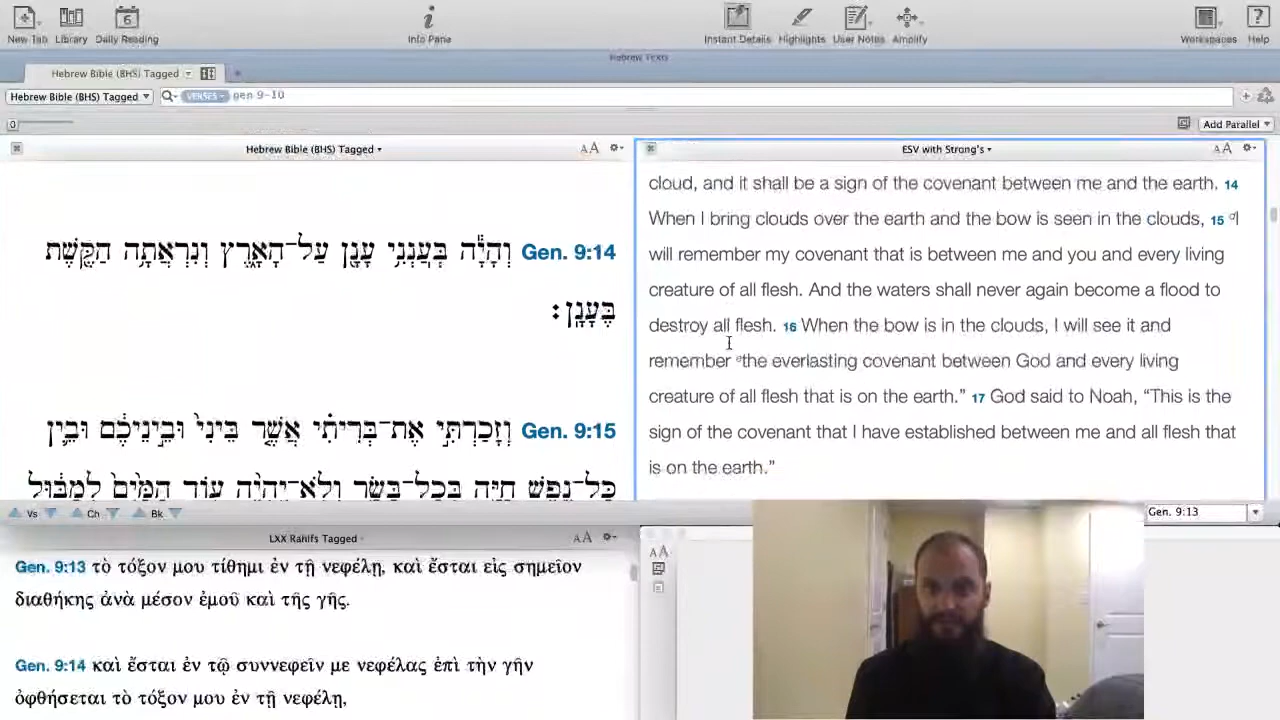 New Tab
Library
Daily Reading
Info Pane
Instant Details
Highlights
User Notes
Amplify
Workspaces
Help
Hebrew Texts
Hebrew Bible (BHS) Tagged
Hebrew Bible (BHS) Tagged
VERSES
gen 9-10
0
Add Parallel
Hebrew Bible (BHS) Tagged
AA
Gen. 9:14 וְהָיָ֕ה בְּעַֽנְנִ֥י עָנָ֖ן עַל־הָאָ֑רֶץ וְנִרְאֲתָ֥ה הַקֶּ֖שֶׁת
בֶּעָנָֽן׃
Gen. 9:15 וְזָכַרְתִּ֣י אֶת־בְּרִיתִ֗י אֲשֶׁ֤ר בֵּינִי֙ וּבֵ֣ינֵיכֶ֔ם וּבֵ֛ין
כָּל־נֶ֥פֶשׁ חַיָּ֖ה בְּכָל־בָּשָׂ֑ר וְלֹֽא־יִֽהְיֶ֨ה ע֤וֹד הַמַּ֙יִם֙ לְמַבּ֔וּל
Vs
Ch
Bk
ESV with Strong's
AA
cloud, and it shall be a sign of the covenant between me and the earth. 14
When I bring clouds over the earth and the bow is seen in the clouds, 15 dI
will remember my covenant that is between me and you and every living
creature of all flesh. And the waters shall never again become a flood to
destroy all flesh. 16 When the bow is in the clouds, I will see it and
remember ethe everlasting covenant between God and every living
creature of all flesh that is on the earth.” 17 God said to Noah, “This is the
sign of the covenant that I have established between me and all flesh that
is on the earth.”
Gen. 9:13
LXX Rahlfs Tagged
AA
Gen. 9:13 τὸ τόξον μου τίθημι ἐν τῇ νεφέλῃ, καὶ ἔσται εἰς σημεῖον
διαθήκης ἀνὰ μέσον ἐμοῦ καὶ τῆς γῆς.
Gen. 9:14 καὶ ἔσται ἐν τῷ συννεφεῖν με νεφέλας ἐπὶ τὴν γῆν
ὀφθήσεται τὸ τόξον μου ἐν τῇ νεφέλῃ,
AA